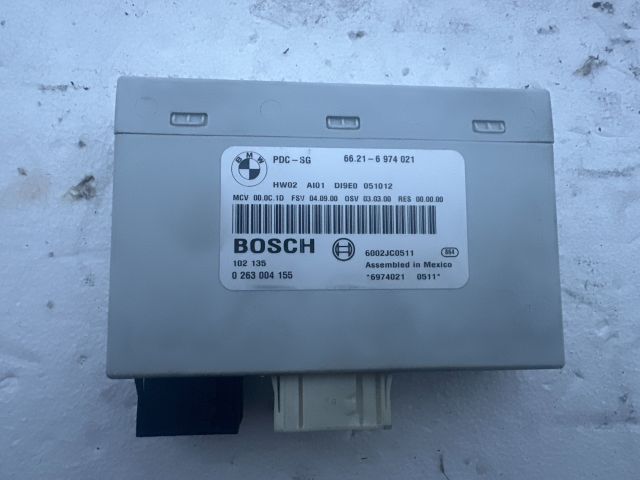 BMW
PDC-SG 66.21-6 974 021
HW02 AI01 DI9E0 051012
MCV 00.0C.1D FSV 04.09.00 OSV 03.03.00 RES 00.00.00
BOSCH 6002JC0511 864
102 135 Assembled in Mexico
0 263 004 155 *6974021 0511*